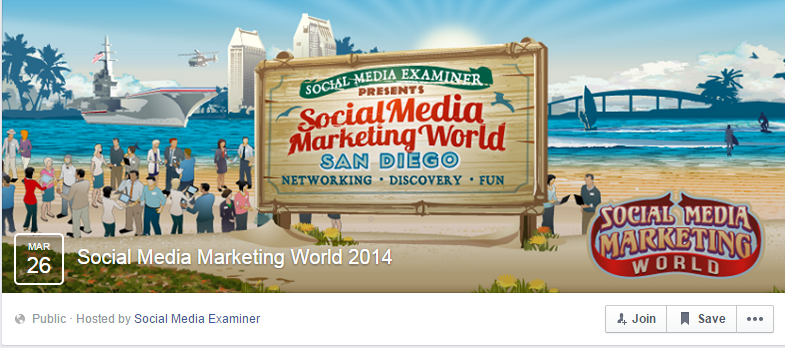 SOCIAL MEDIA EXAMINER
PRESENTS
Social Media
Marketing World
SAN DIEGO
NETWORKING • DISCOVERY • FUN
SOCIAL MEDIA
MARKETING
WORLD
MAR
26
Social Media Marketing World 2014
Public · Hosted by Social Media Examiner
Join
Save